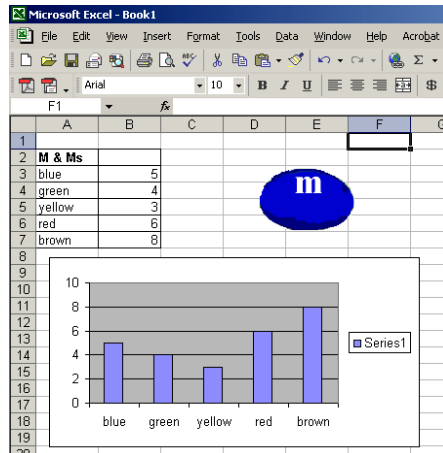 Microsoft Excel - Book1
File Edit View Insert Format Tools Data Window Help Acrobat
Arial 10 B I U $
F1 fx
A B C D E F
1
2 M & Ms
3 blue 5
4 green 4
5 yellow 3
6 red 6
7 brown 8
m
8
9
10
11
12
13
14
15
16
17
18
19
10
8
6
4
2
0
blue green yellow red brown
Series1